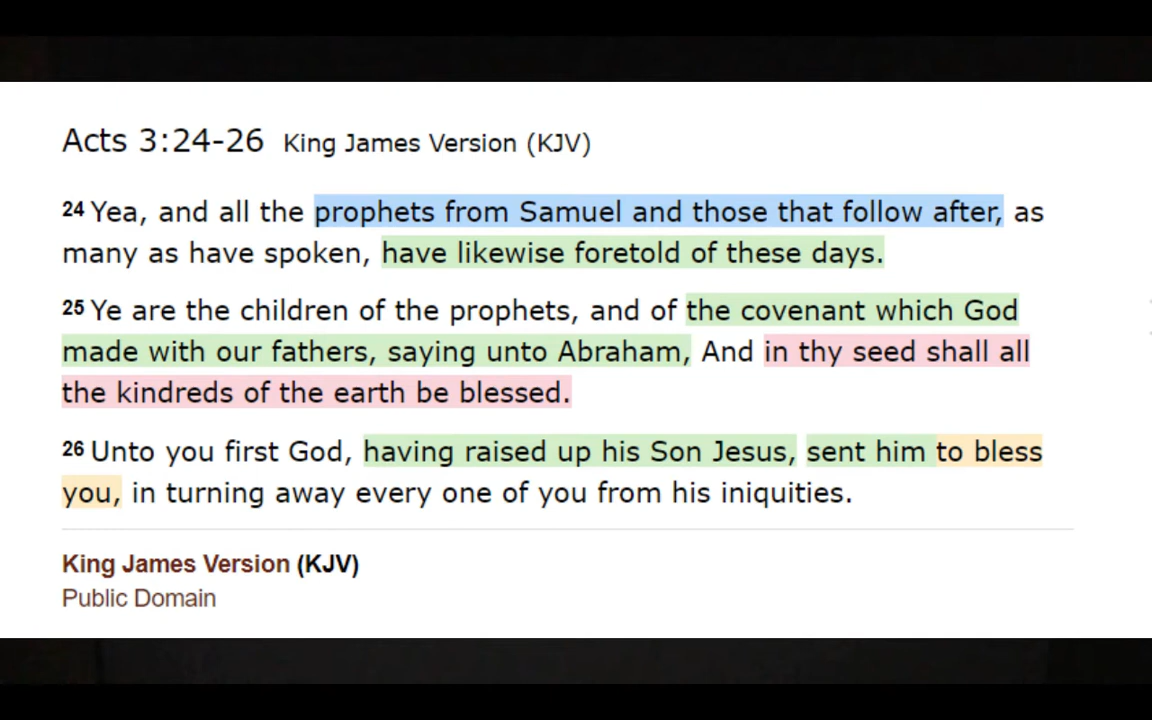 Acts 3:24-26 King James Version (KJV)
24 Yea, and all the prophets from Samuel and those that follow after, as
many as have spoken, have likewise foretold of these days.
25 Ye are the children of the prophets, and of the covenant which God
made with our fathers, saying unto Abraham, And in thy seed shall all
the kindreds of the earth be blessed.
26 Unto you first God, having raised up his Son Jesus, sent him to bless
you, in turning away every one of you from his iniquities.
King James Version (KJV)
Public Domain